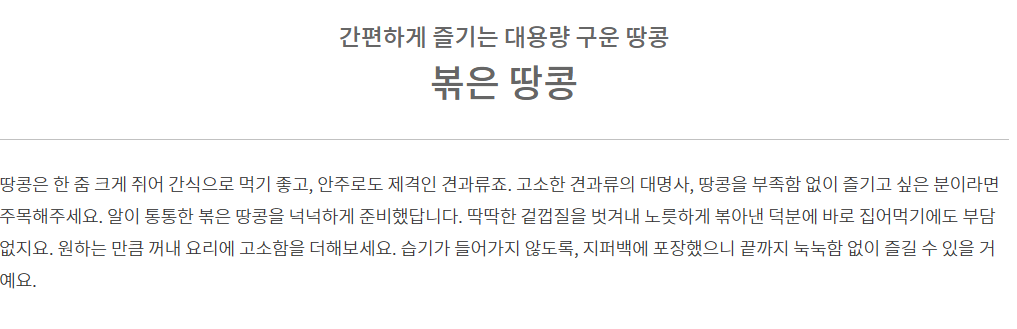 간편하게 즐기는 대용량 구운 땅콩
볶은 땅콩
땅콩은 한 줌 크게 쥐어 간식으로 먹기 좋고, 안주로도 제격인 견과류죠. 고소한 견과류의 대명사, 땅콩을 부족함 없이 즐기고 싶은 분이라면
주목해주세요. 알이 통통한 볶은 땅콩을 넉넉하게 준비했답니다. 딱딱한 겉껍질을 벗겨내 노릇하게 볶아낸 덕분에 바로 집어먹기에도 부담
없지요. 원하는 만큼 꺼내 요리에 고소함을 더해보세요. 습기가 들어가지 않도록, 지퍼백에 포장했으니 끝까지 눅눅함 없이 즐길 수 있을 거
예요.